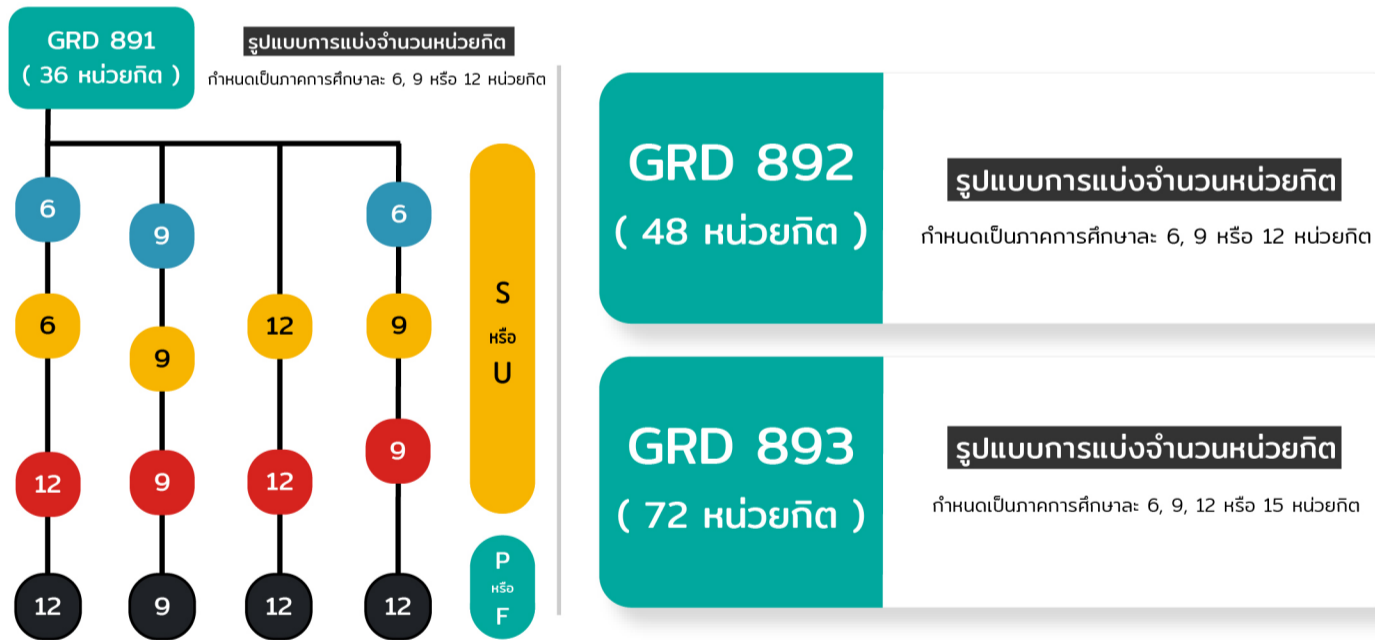 GRD 891
( 36 หน่วยกิต )
รูปแบบการแบ่งจำนวนหน่วยกิต
กำหนดเป็นภาคการศึกษาละ 6, 9 หรือ 12 หน่วยกิต
6
9
6
6
9
12
9
12
9
12
9
12
9
12
12
S
หรือ
U
P
หรือ
F
GRD 892
( 48 หน่วยกิต )
รูปแบบการแบ่งจำนวนหน่วยกิต
กำหนดเป็นภาคการศึกษาละ 6, 9 หรือ 12 หน่วยกิต
GRD 893
( 72 หน่วยกิต )
รูปแบบการแบ่งจำนวนหน่วยกิต
กำหนดเป็นภาคการศึกษาละ 6, 9, 12 หรือ 15 หน่วยกิต